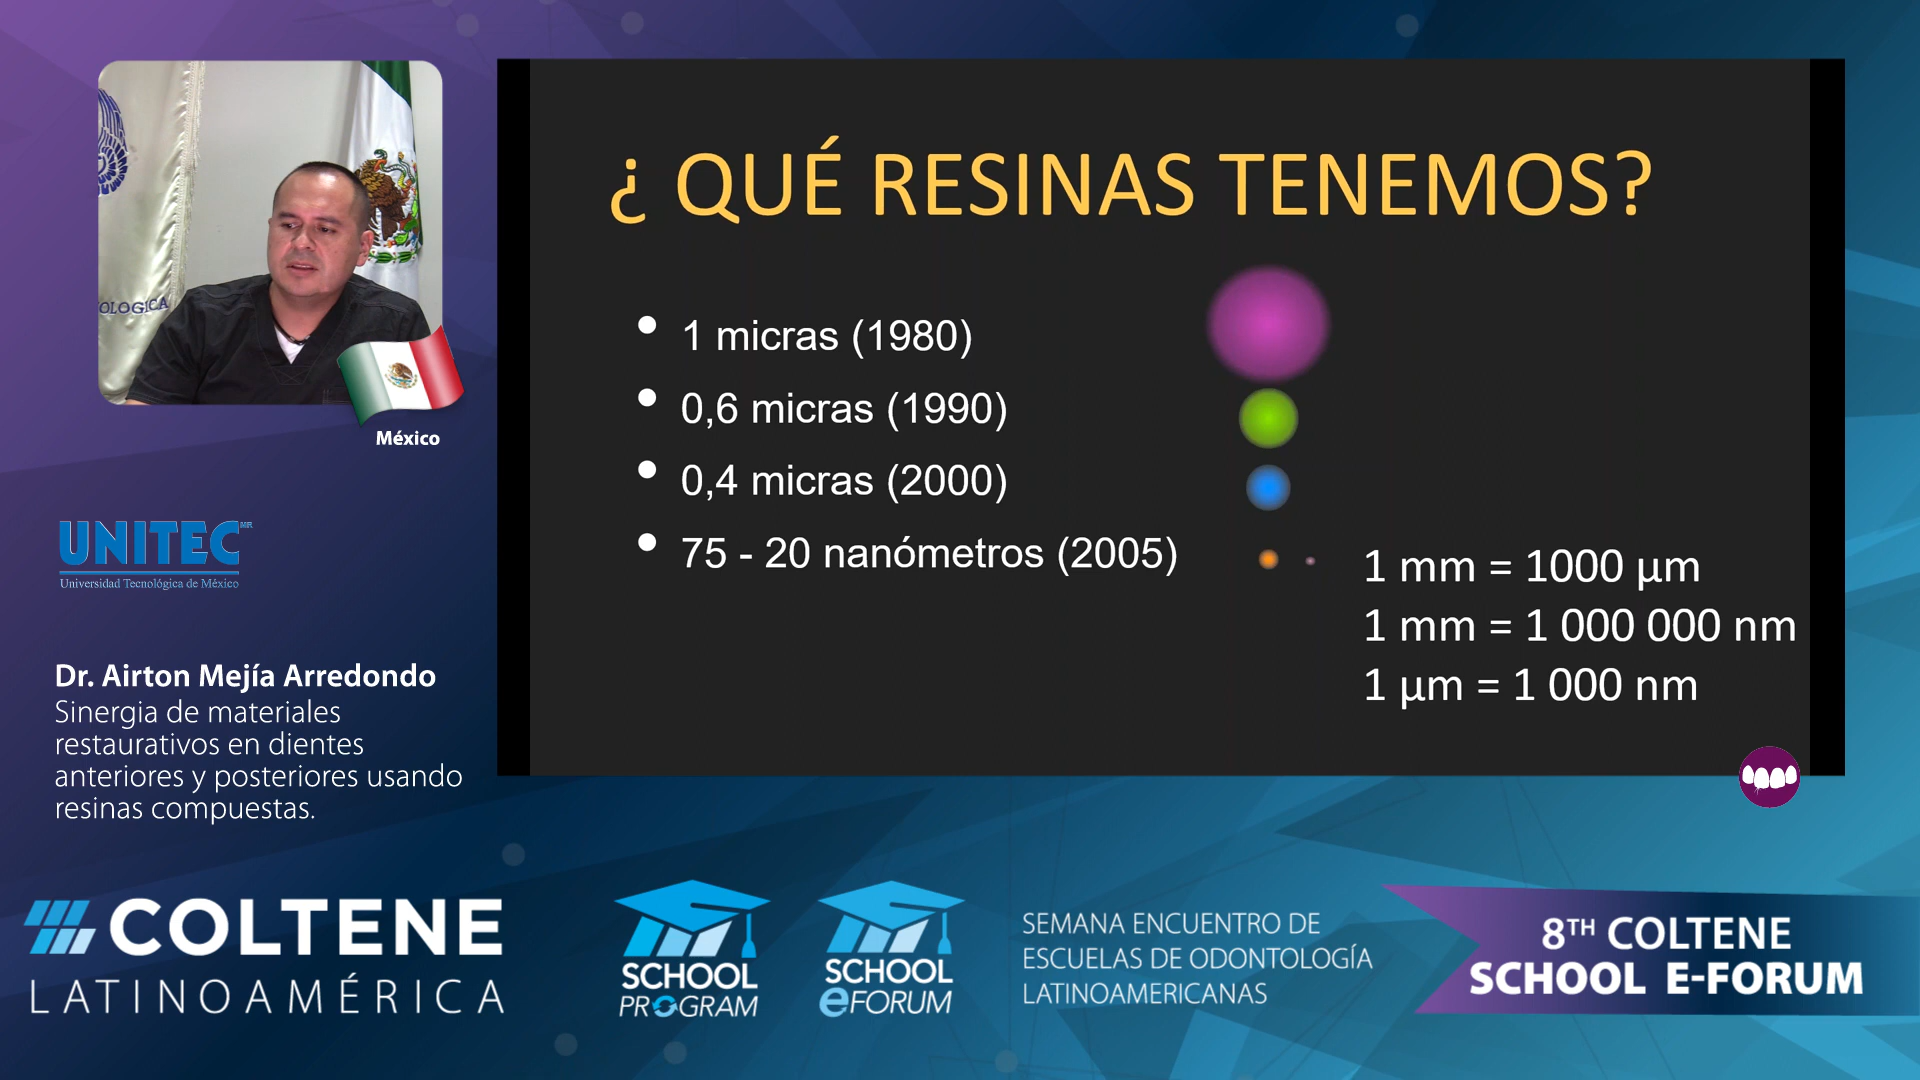 OLOGICA
México
UNITEC MR
Universidad Tecnológica de México
Dr. Airton Mejía Arredondo
Sinergia de materiales
restaurativos en dientes
anteriores y posteriores usando
resinas compuestas.
¿ QUÉ RESINAS TENEMOS?
• 1 micras (1980)
• 0,6 micras (1990)
• 0,4 micras (2000)
• 75 - 20 nanómetros (2005)
1 mm = 1000 µm
1 mm = 1 000 000 nm
1 µm = 1 000 nm
COLTENE
LATINOAMÉRICA
SCHOOL
PROGRAM
SCHOOL
eFORUM
SEMANA ENCUENTRO DE
ESCUELAS DE ODONTOLOGÍA
LATINOAMERICANAS
8TH COLTENE
SCHOOL E-FORUM